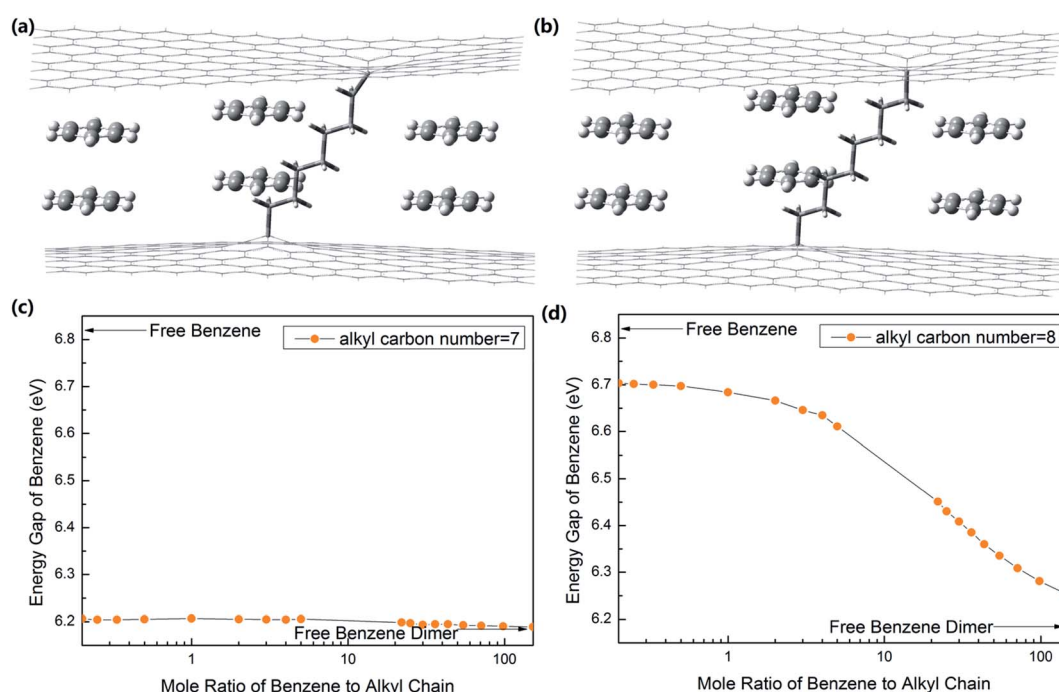 (a)
(b)
(c)
6.8
6.7
6.6
6.5
6.4
6.3
6.2
Energy Gap of Benzene (eV)
Free Benzene
alkyl carbon number=7
Free Benzene Dimer
1
10
100
Mole Ratio of Benzene to Alkyl Chain
(d)
6.8
6.7
6.6
6.5
6.4
6.3
6.2
Energy Gap of Benzene (eV)
Free Benzene
alkyl carbon number=8
Free Benzene Dimer
1
10
100
Mole Ratio of Benzene to Alkyl Chain